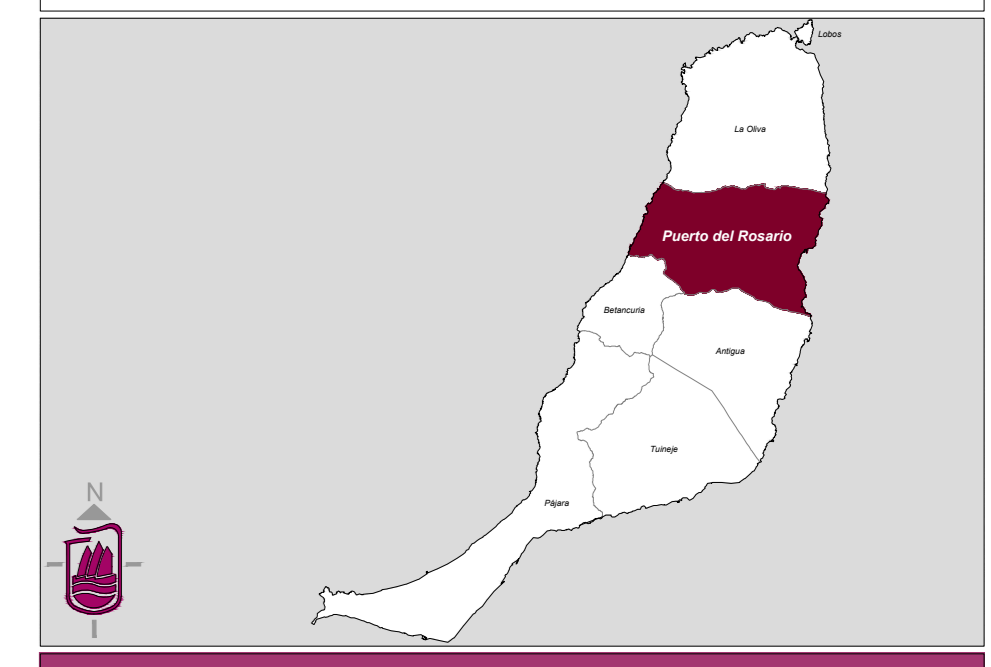 Lobos
La Oliva
Puerto del Rosario
Betancuria
Antigua
Tuineje
Pájara
N